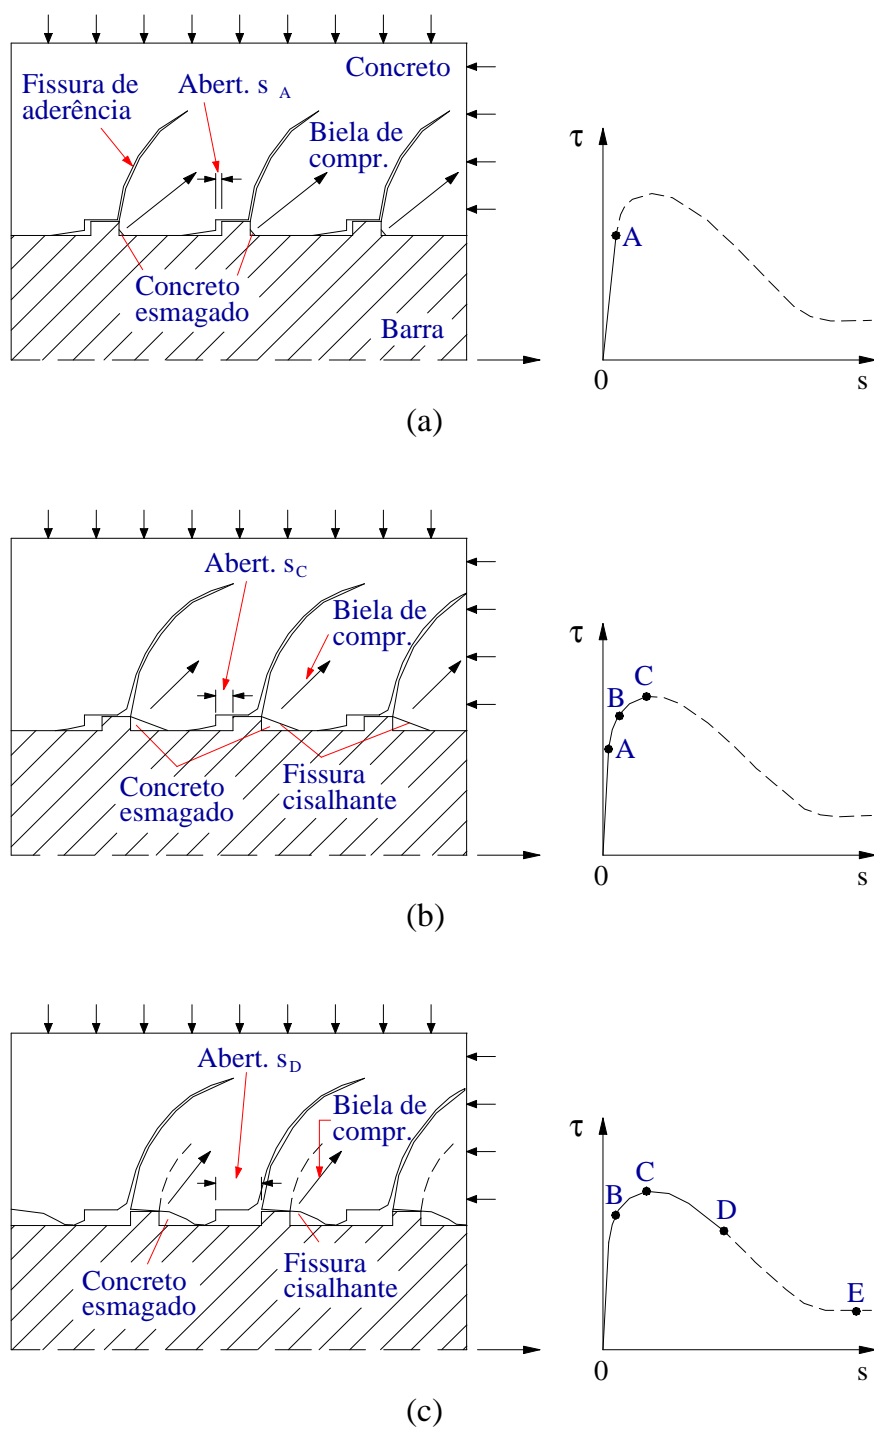 Concreto
Fissura de
aderência
Abert. s A
Biela de
compr.
Concreto
esmagado
Barra
τ
A
0
s
(a)
Abert. sC
Biela de
compr.
Concreto
esmagado
Fissura
cisalhante
τ
C
B
A
0
s
(b)
Abert. sD
Biela de
compr.
Concreto
esmagado
Fissura
cisalhante
τ
C
B
D
E
0
s
(c)